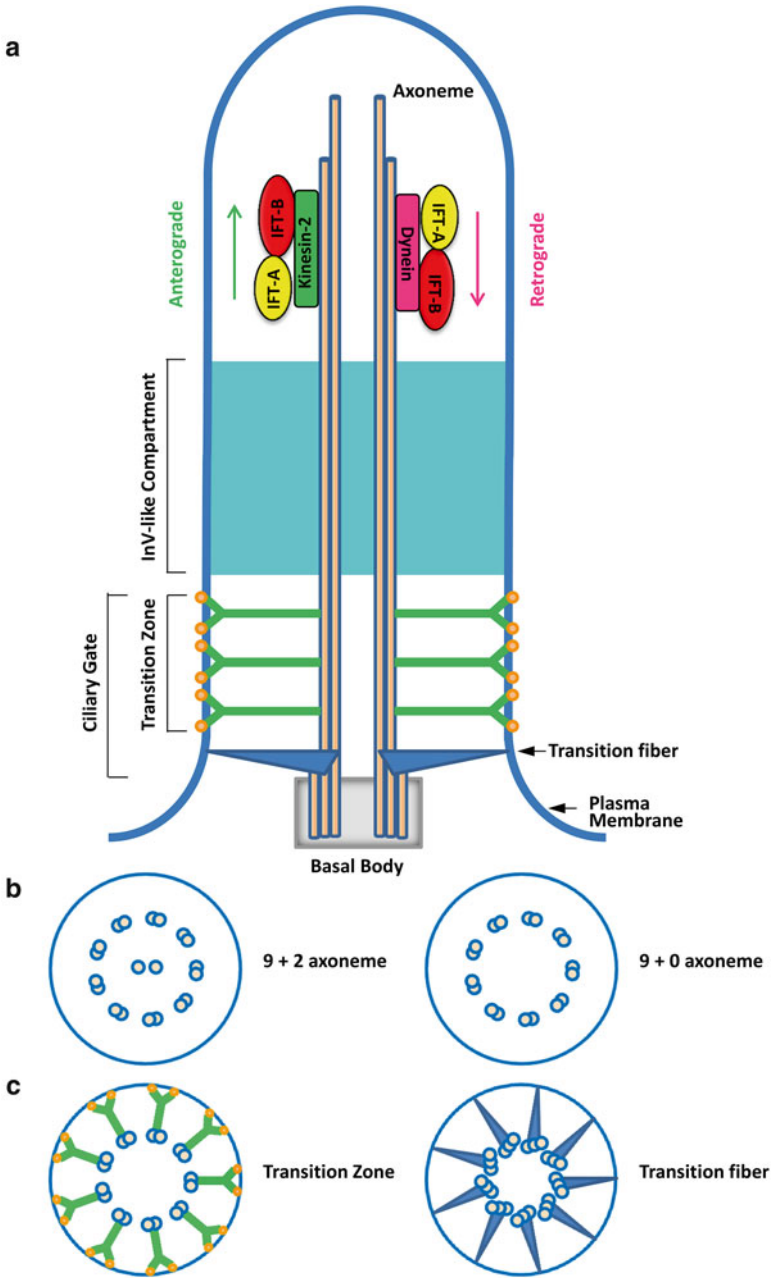 a
Axoneme
Anterograde
IFT-B
IFT-A
Kinesin-2
Dynein
IFT-A
IFT-B
Retrograde
InV-like Compartment
Ciliary Gate
Transition Zone
Transition fiber
Plasma
Membrane
Basal Body
b
9 + 2 axoneme
9 + 0 axoneme
c
Transition Zone
Transition fiber